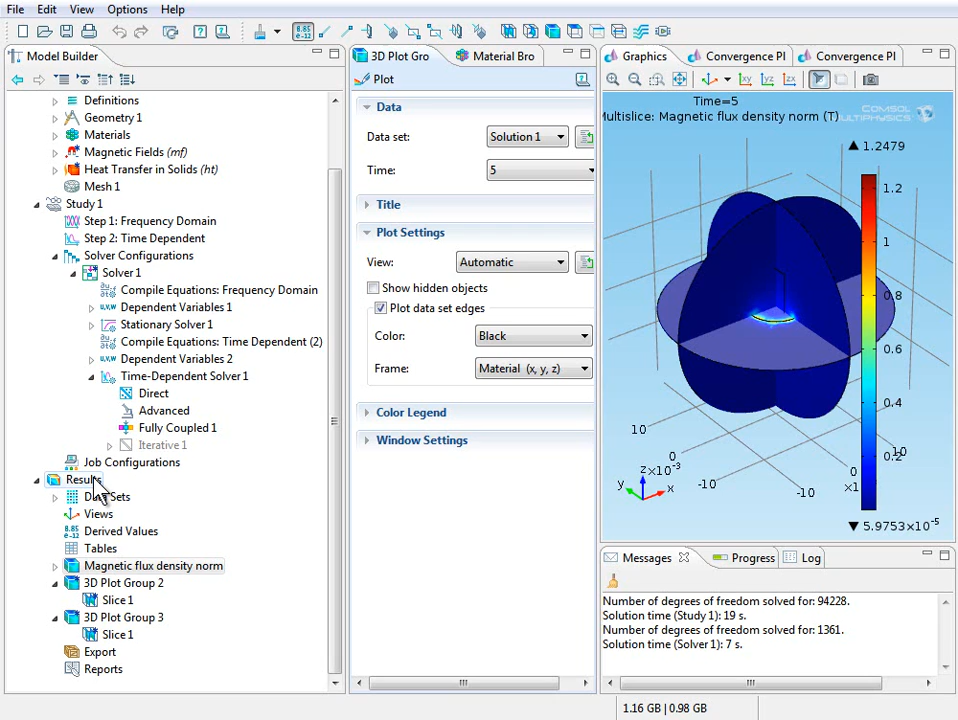 File Edit View Options Help
Model Builder
Definitions
Geometry 1
Materials
Magnetic Fields (mf)
Heat Transfer in Solids (ht)
Mesh 1
Study 1
Step 1: Frequency Domain
Step 2: Time Dependent
Solver Configurations
Solver 1
Compile Equations: Frequency Domain
Dependent Variables 1
Stationary Solver 1
Compile Equations: Time Dependent (2)
Dependent Variables 2
Time-Dependent Solver 1
Direct
Advanced
Fully Coupled 1
Iterative 1
Job Configurations
Results
Data Sets
Views
8.85
e-12
Derived Values
Tables
Magnetic flux density norm
3D Plot Group 2
Slice 1
3D Plot Group 3
Slice 1
Export
Reports
3D Plot Gro
Material Bro
Plot
Data
Data set: Solution 1
Time: 5
Title
Plot Settings
View: Automatic
Show hidden objects
Plot data set edges
Color: Black
Frame: Material (x, y, z)
Color Legend
Window Settings
Graphics
Convergence Pl
Convergence Pl
Time=5
Multislice: Magnetic flux density norm (T)
COMSOL
MULTIPHYSICS
▲ 1.2479
1.2
1
0.8
0.6
0.4
0.2
10
0
-10
-10
0
10
×1
z×10⁻³
y
x
▼ 5.9753×10⁻⁵
Messages
Progress
Log
Number of degrees of freedom solved for: 94228.
Solution time (Study 1): 19 s.
Number of degrees of freedom solved for: 1361.
Solution time (Solver 1): 7 s.
1.16 GB | 0.98 GB